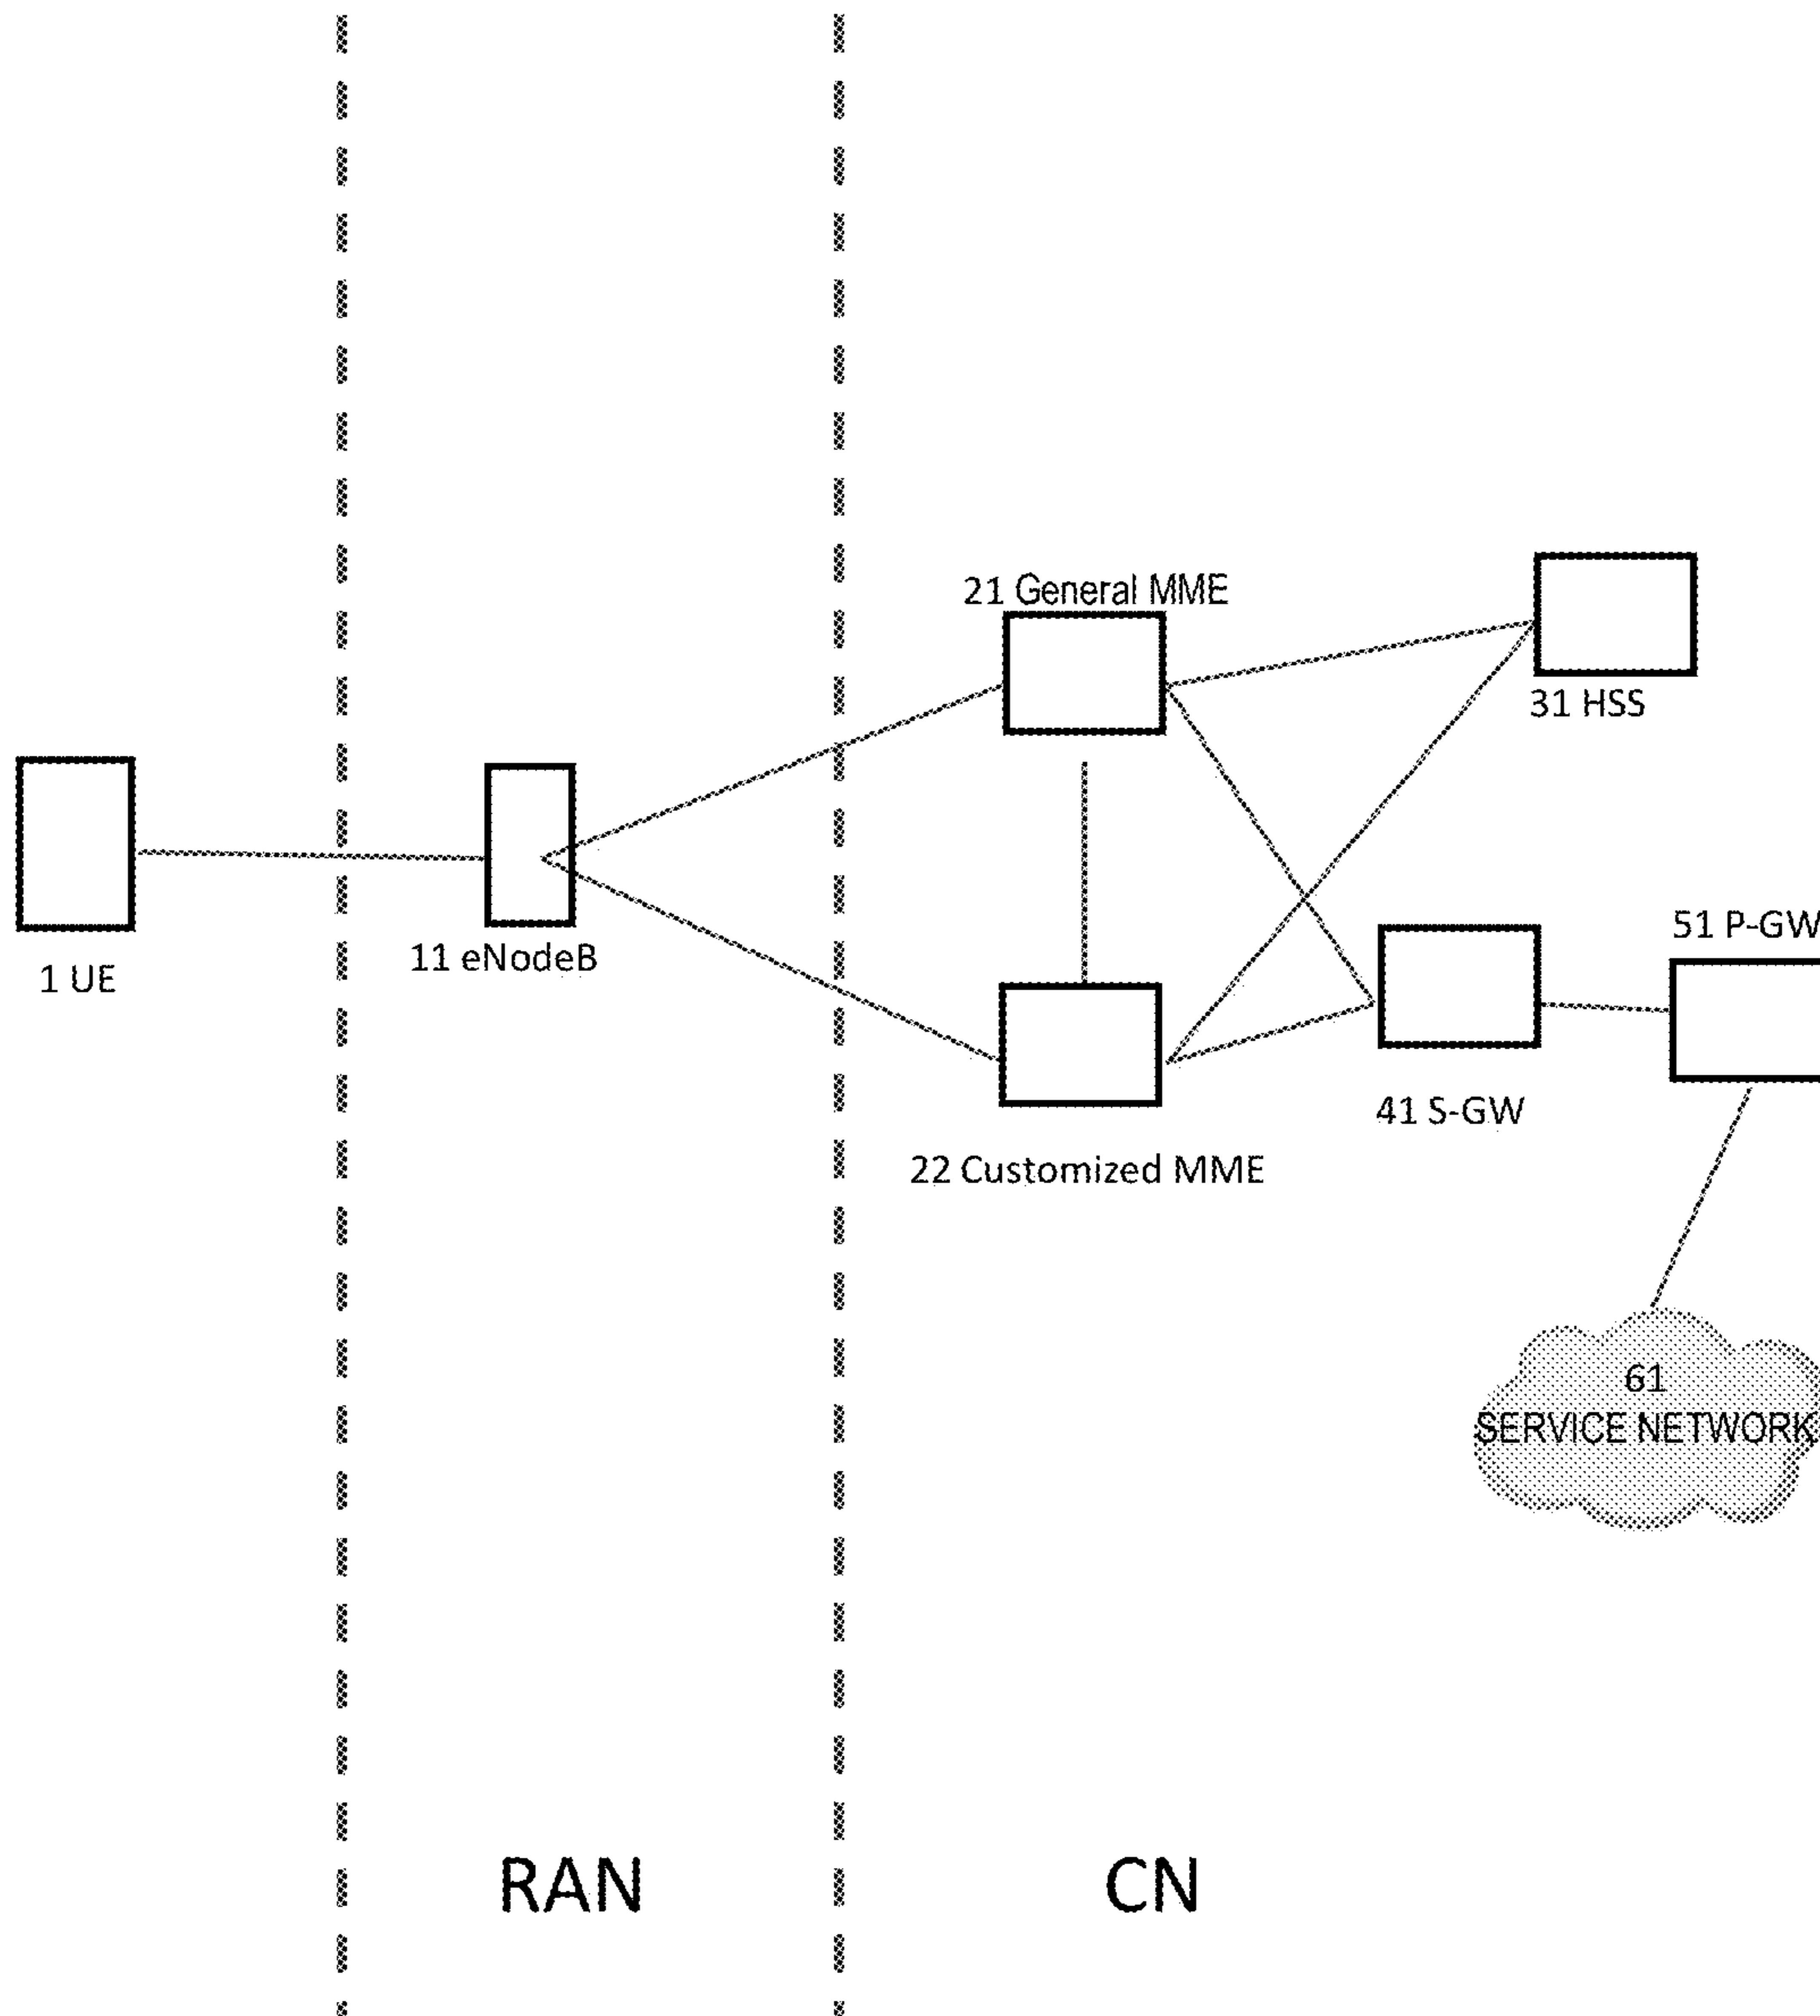 21 General MME
31 HSS
1 UE
11 eNodeB
51 P-GW
41 S-GW
22 Customized MME
61
SERVICE NETWORK
RAN
CN